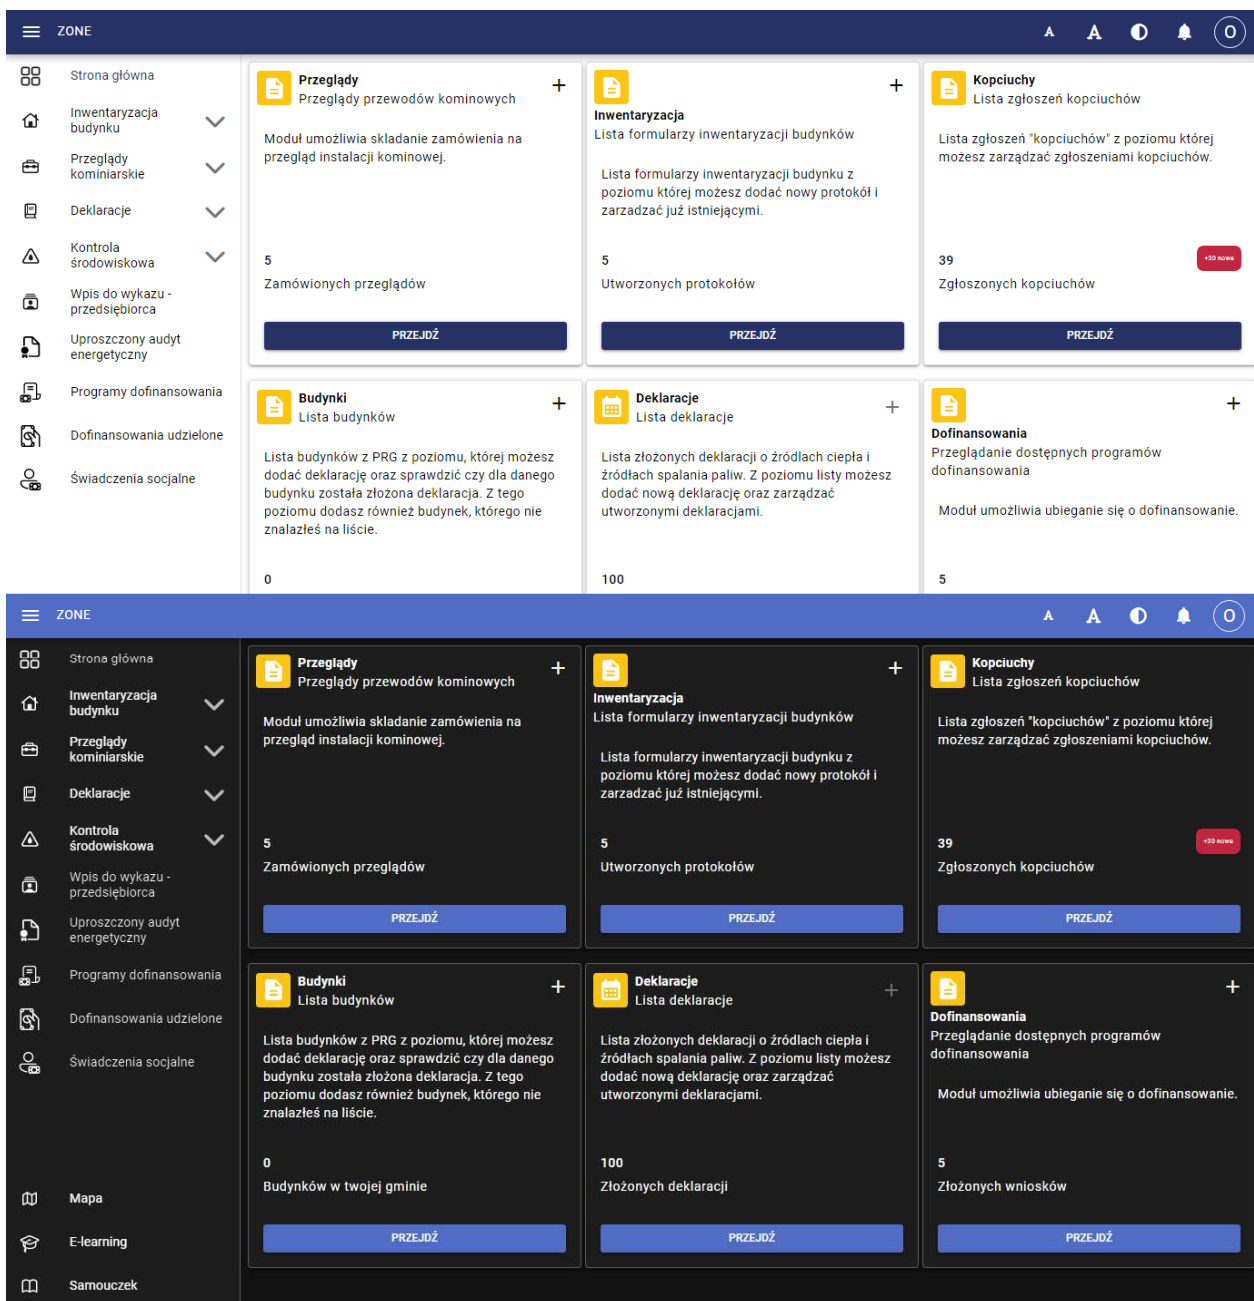 ZONE
A A O
Strona główna
Inwentaryzacja
budynku
Przeglądy
kominiarskie
Deklaracje
Kontrola
środowiskowa
Wpis do wykazu -
przedsiębiorca
Uproszczony audyt
energetyczny
Programy dofinansowania
Dofinansowania udzielone
Świadczenia socjalne
Przeglądy
Przeglądy przewodów kominowych
Moduł umożliwia skladanie zamówienia na
przegląd instalacji kominowej.
5
Zamówionych przeglądów
PRZEJDŹ
Inwentaryzacja
Lista formularzy inwentaryzacji budynków
Lista formularzy inwentaryzacji budynku z
poziomu której możesz dodać nowy protokół i
zarzadzać już istniejącymi.
5
Utworzonych protokołów
PRZEJDŹ
Kopciuchy
Lista zgłoszeń kopciuchów
Lista zgłoszeń "kopciuchów" z poziomu której
możesz zarządzać zgłoszeniami kopciuchów.
39
Zgłoszonych kopciuchów
PRZEJDŹ
Budynki
Lista budynków
Lista budynków z PRG z poziomu, której możesz
dodać deklarację oraz sprawdzić czy dla danego
budynku została złożona deklaracja. Z tego
poziomu dodasz również budynek, którego nie
znalazłeś na liście.
0
Deklaracje
Lista deklaracje
Lista złożonych deklaracji o źródlach ciepła i
źródłach spalania paliw. Z poziomu listy możesz
dodać nową deklarację oraz zarządzać
utworzonymi deklaracjami.
100
Dofinansowania
Przeglądanie dostępnych programów
dofinansowania
Moduł umożliwia ubieganie się o dofinansowanie.
5
ZONE
A A O
Strona główna
Inwentaryzacja
budynku
Przeglądy
kominiarskie
Deklaracje
Kontrola
środowiskowa
Wpis do wykazu -
przedsiębiorca
Uproszczony audyt
energetyczny
Programy dofinansowania
Dofinansowania udzielone
Świadczenia socjalne
Mapa
E-learning
Samouczek
Przeglądy
Przeglądy przewodów kominowych
Moduł umożliwia skladanie zamówienia na
przegląd instalacji kominowej.
5
Zamówionych przeglądów
PRZEJDŹ
Inwentaryzacja
Lista formularzy inwentaryzacji budynków
Lista formularzy inwentaryzacji budynku z
poziomu której możesz dodać nowy protokół i
zarzadzać już istniejącymi.
5
Utworzonych protokołów
PRZEJDŹ
Kopciuchy
Lista zgłoszeń kopciuchów
Lista zgłoszeń "kopciuchów" z poziomu której
możesz zarządzać zgłoszeniami kopciuchów.
39
Zgłoszonych kopciuchów
PRZEJDŹ
Budynki
Lista budynków
Lista budynków z PRG z poziomu, której możesz
dodać deklarację oraz sprawdzić czy dla danego
budynku została złożona deklaracja. Z tego
poziomu dodasz również budynek, którego nie
znalazłeś na liście.
0
Budynków w twojej gminie
PRZEJDŹ
Deklaracje
Lista deklaracje
Lista złożonych deklaracji o źródlach ciepła i
źródłach spalania paliw. Z poziomu listy możesz
dodać nową deklarację oraz zarządzać
utworzonymi deklaracjami.
100
Złożonych deklaracji
PRZEJDŹ
Dofinansowania
Przeglądanie dostępnych programów
dofinansowania
Moduł umożliwia ubieganie się o dofinansowanie.
5
Złożonych wniosków
PRZEJDŹ